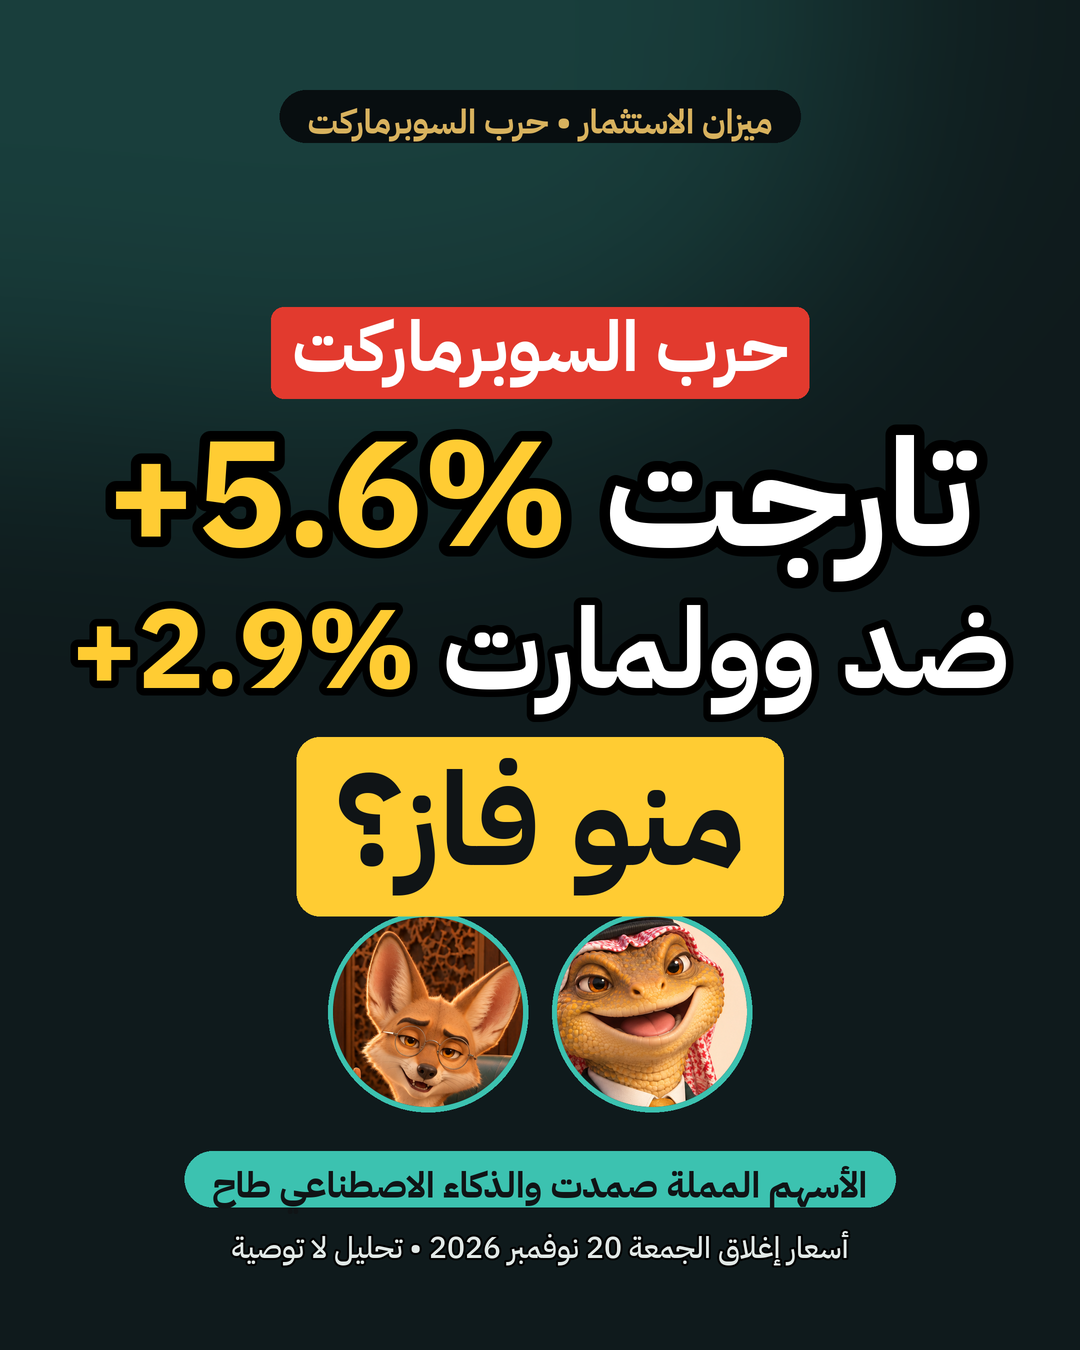 ميزان الاستثمار • حرب السوبرماركت
حرب السوبرماركت
تارجت +5.6%
ضد وولمارت +2.9%
منو فاز؟
الأسهم المملة صمدت والذكاء الاصطناعي طاح
أسعار إغلاق الجمعة 20 نوفمبر 2026 • تحليل لا توصية